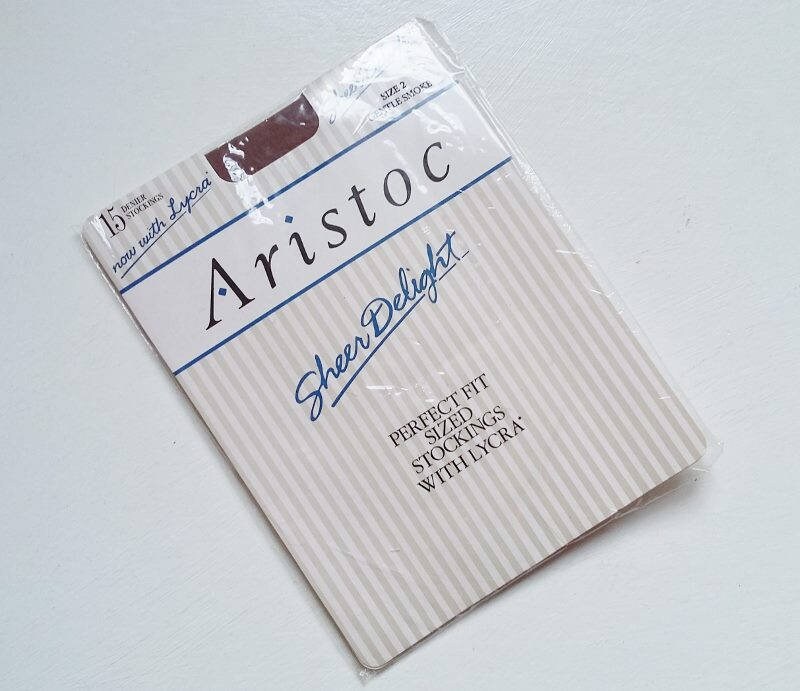 Sheer
SIZE 2
GENTLE SMOKE
15 DENIER
STOCKINGS
now with Lycra
Aristoc
Sheer Delight
PERFECT FIT
SIZED
STOCKINGS
WITH LYCRA*